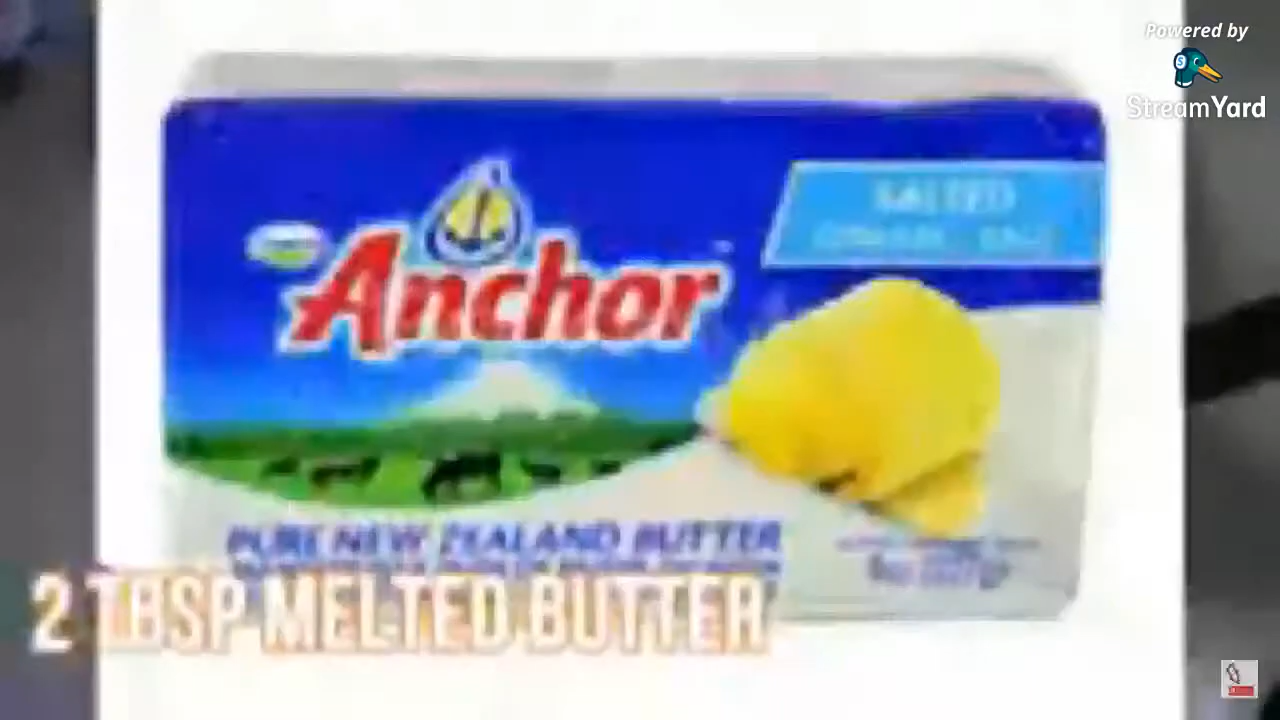 Powered by
StreamYard
SALTED
Anchor
PURE NEW ZEALAND BUTTER
2 TBSP MELTED BUTTER